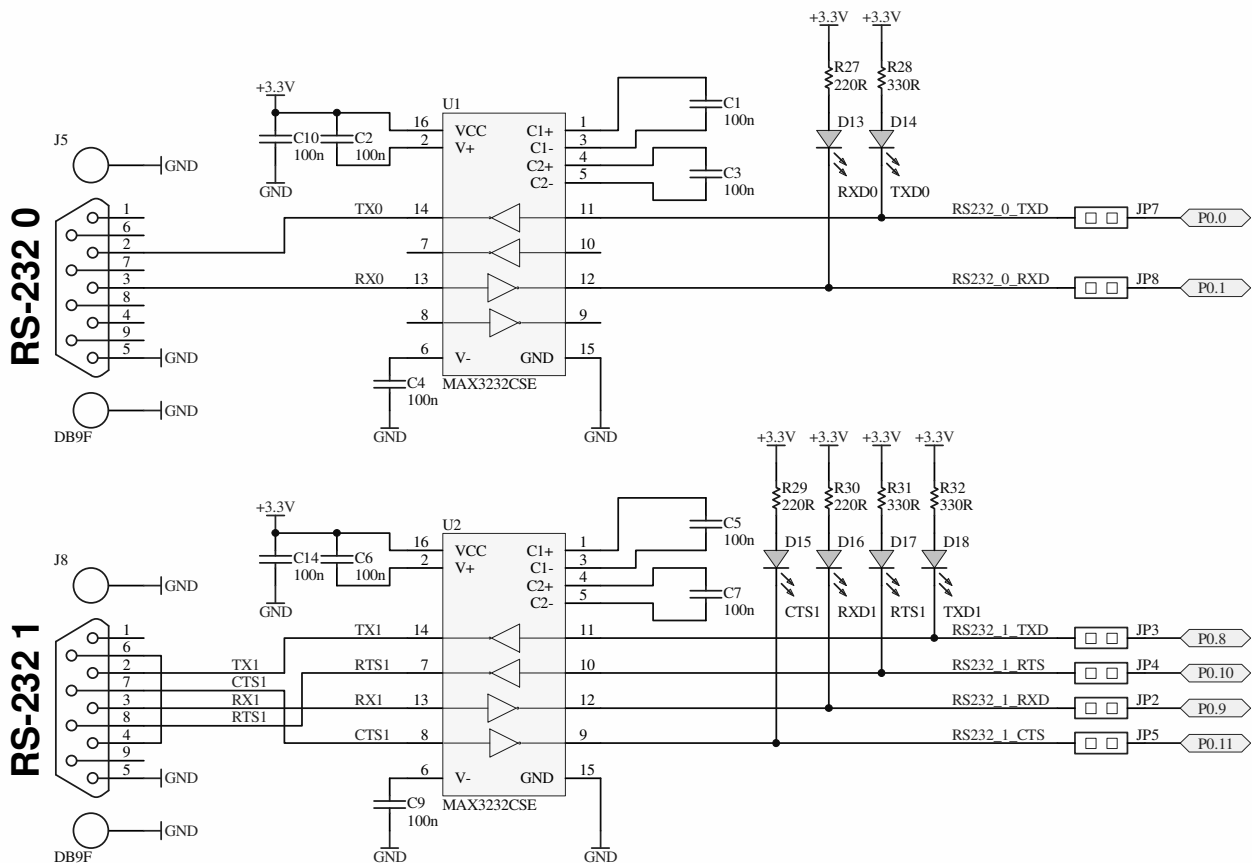 +3.3V
+3.3V
R27
220R
R28
330R
D13
D14
RXD0
TXD0
+3.3V
C10
100n
C2
100n
GND
U1
16
VCC
2
V+
C1+
1
C1-
3
C2+
4
C2-
5
C1
100n
C3
100n
J5
GND
RS-232 0
1
6
2
7
3
8
4
9
5
GND
GND
DB9F
TX0
14
11
RS232_0_TXD
JP7
P0.0
7
10
RX0
13
12
RS232_0_RXD
JP8
P0.1
8
9
6
V-
GND
15
C4
100n
MAX3232CSE
GND
GND
+3.3V
+3.3V
+3.3V
+3.3V
R29
220R
R30
220R
R31
330R
R32
330R
D15
D16
D17
D18
CTS1
RXD1
RTS1
TXD1
+3.3V
C14
100n
C6
100n
GND
U2
16
VCC
2
V+
C1+
1
C1-
3
C2+
4
C2-
5
C5
100n
C7
100n
J8
GND
RS-232 1
1
6
2
7
3
8
4
9
5
TX1
CTS1
RX1
RTS1
GND
GND
DB9F
TX1
14
11
RS232_1_TXD
JP3
P0.8
RTS1
7
10
RS232_1_RTS
JP4
P0.10
RX1
13
12
RS232_1_RXD
JP2
P0.9
CTS1
8
9
RS232_1_CTS
JP5
P0.11
6
V-
GND
15
C9
100n
MAX3232CSE
GND
GND